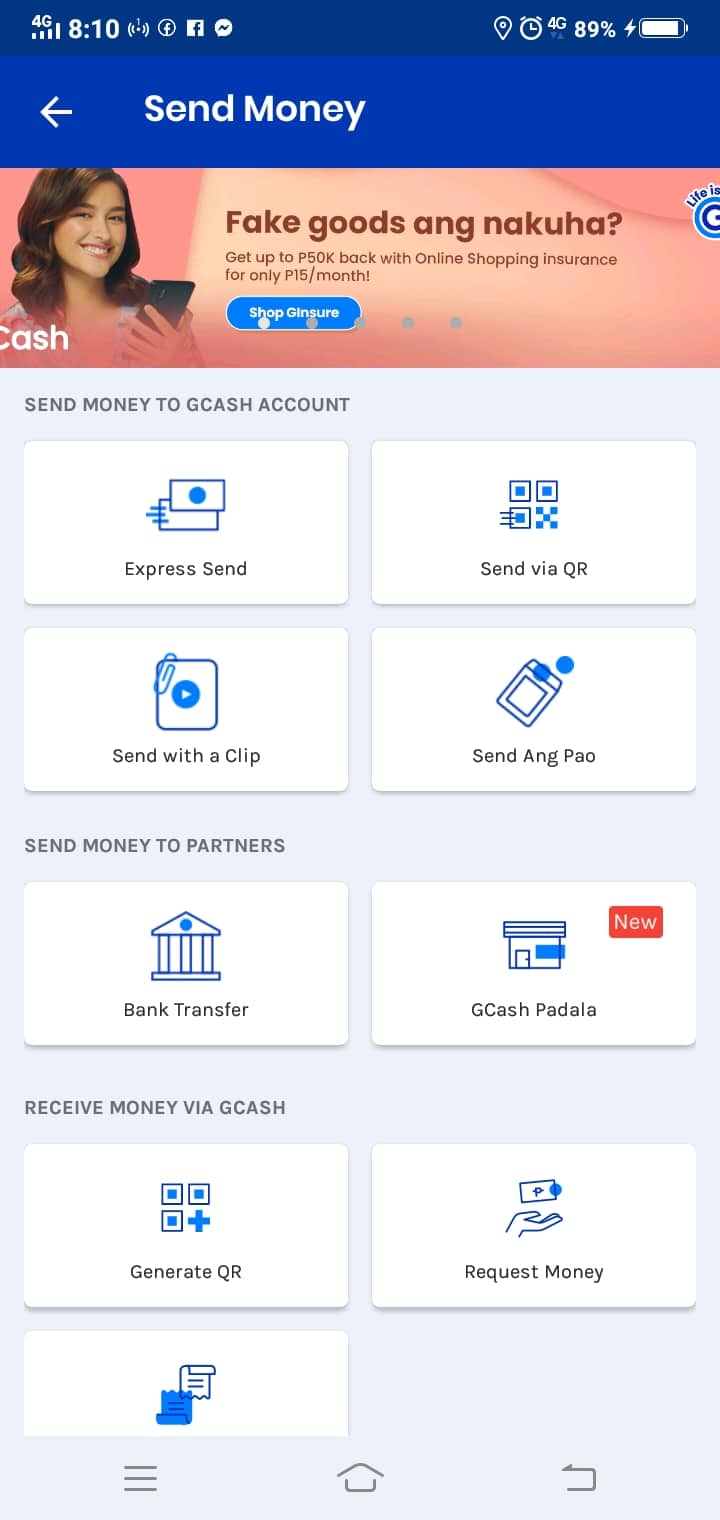 4G 8:10 4G 89%
Send Money
Fake goods ang nakuha?
Life is
Get up to P50K back with Online Shopping insurance
for only P15/month!
Shop GInsure
Cash
SEND MONEY TO GCASH ACCOUNT
Express Send
Send via QR
Send with a Clip
Send Ang Pao
SEND MONEY TO PARTNERS
New
Bank Transfer
GCash Padala
RECEIVE MONEY VIA GCASH
Generate QR
Request Money